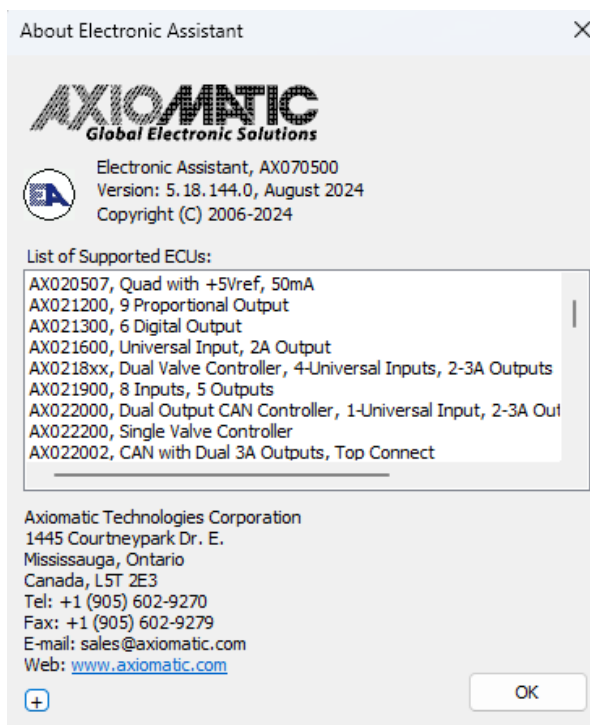 About Electronic Assistant
AXIOMATIC
Global Electronic Solutions
EA
Electronic Assistant, AX070500
Version: 5.18.144.0, August 2024
Copyright (C) 2006-2024
List of Supported ECUs:
AX020507, Quad with +5Vref, 50mA
AX021200, 9 Proportional Output
AX021300, 6 Digital Output
AX021600, Universal Input, 2A Output
AX0218xx, Dual Valve Controller, 4-Universal Inputs, 2-3A Outputs
AX021900, 8 Inputs, 5 Outputs
AX022000, Dual Output CAN Controller, 1-Universal Input, 2-3A Out
AX022200, Single Valve Controller
AX022002, CAN with Dual 3A Outputs, Top Connect
Axiomatic Technologies Corporation
1445 Courtneypark Dr. E.
Mississauga, Ontario
Canada, L5T 2E3
Tel: +1 (905) 602-9270
Fax: +1 (905) 602-9279
E-mail: sales@axiomatic.com
Web: www.axiomatic.com
OK